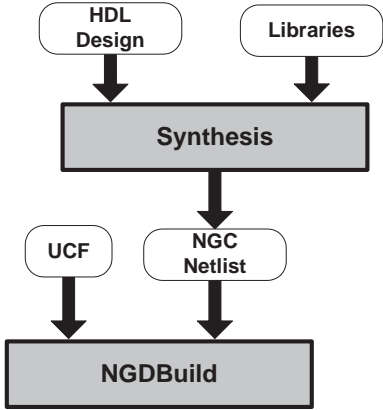 HDL
Design
Libraries
Synthesis
UCF
NGC
Netlist
NGDBuild